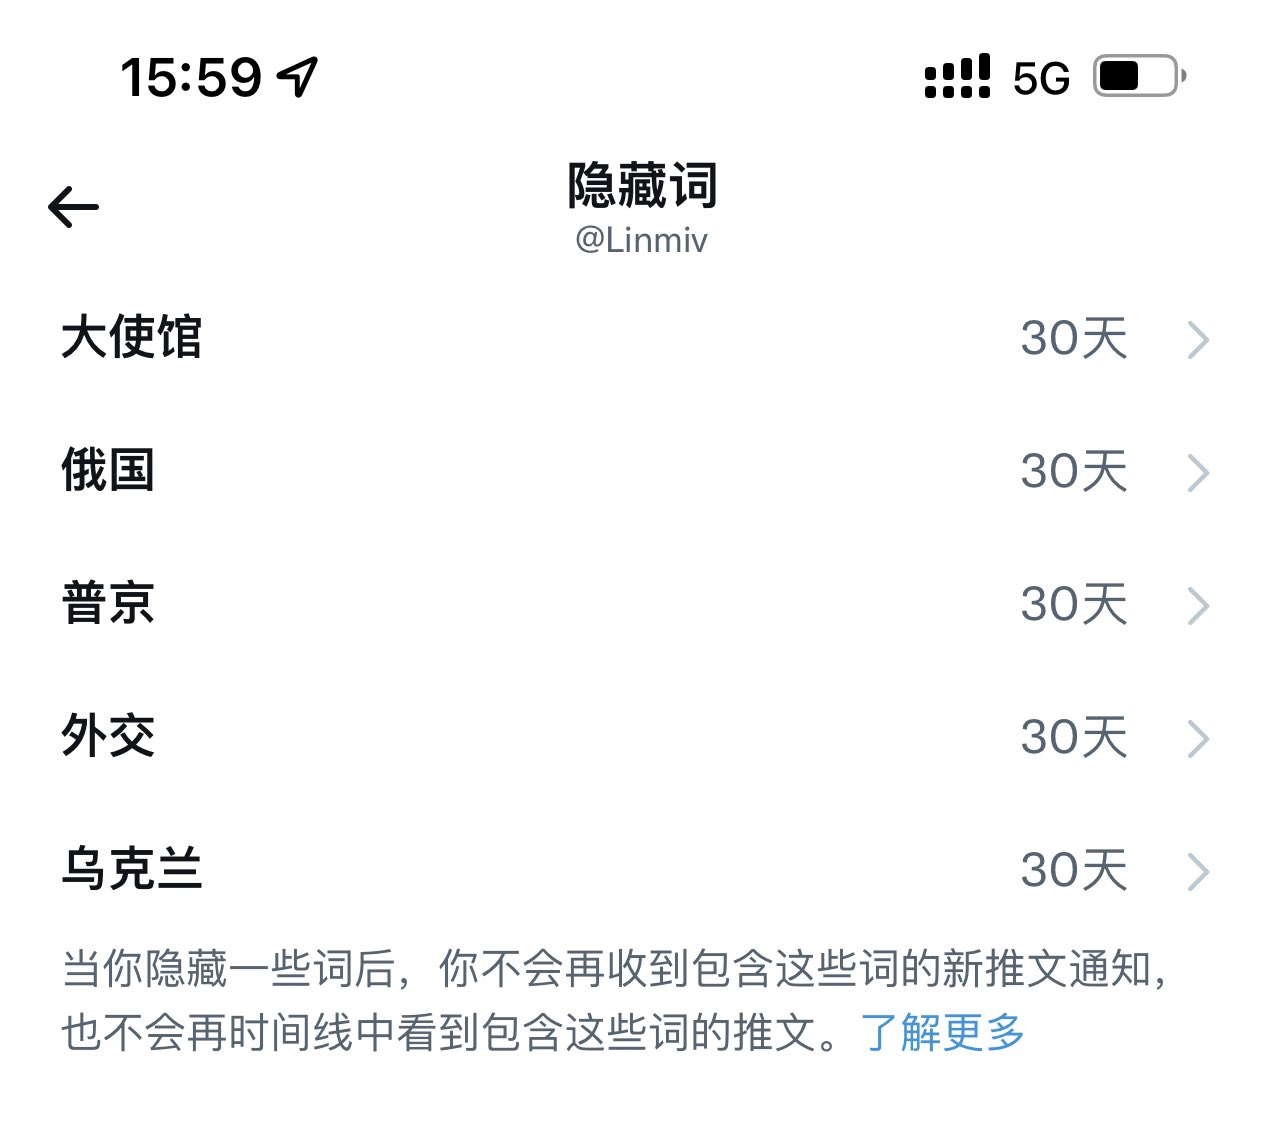 15:59 5G
隐藏词
@Linmiv
大使馆 30天
俄国 30天
普京 30天
外交 30天
乌克兰 30天
当你隐藏一些词后，你不会再收到包含这些词的新推文通知，
也不会再时间线中看到包含这些词的推文。了解更多